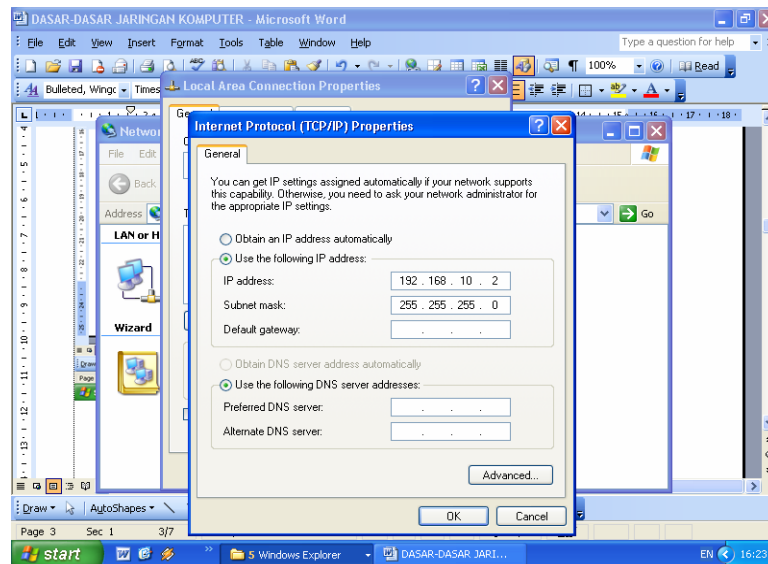 DASAR-DASAR JARINGAN KOMPUTER - Microsoft Word
File Edit View Insert Format Tools Table Window Help
Type a question for help
100%
Read
Bulleted, Wingc
Times
Local Area Connection Properties
Internet Protocol (TCP/IP) Properties
General
You can get IP settings assigned automatically if your network supports
this capability. Otherwise, you need to ask your network administrator for
the appropriate IP settings.
Obtain an IP address automatically
Use the following IP address:
IP address: 192 . 168 . 10 . 2
Subnet mask: 255 . 255 . 255 . 0
Default gateway: . . .
Obtain DNS server address automatically
Use the following DNS server addresses:
Preferred DNS server: . . .
Alternate DNS server: . . .
Advanced...
OK Cancel
Networ
File Edit
Back
Address
Go
LAN or H
Wizard
Draw
AutoShapes
Page 3 Sec 1 3/7
start
5 Windows Explorer
DASAR-DASAR JARI...
EN
16:23